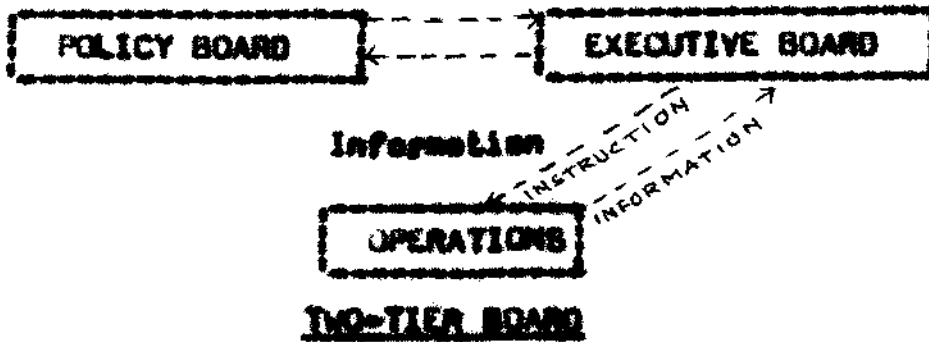 POLICY BOARD EXECUTIVE BOARD
Information
INSTRUCTION
INFORMATION
OPERATIONS
TWO-TIER BOARD